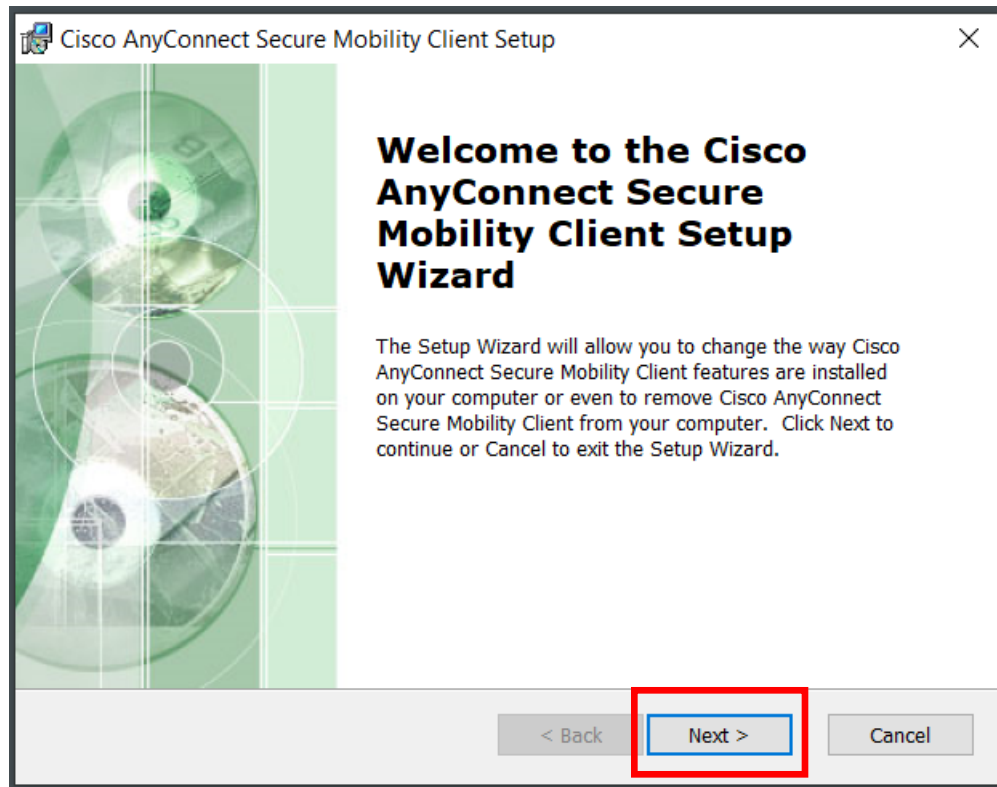 Cisco AnyConnect Secure Mobility Client Setup
Welcome to the Cisco
AnyConnect Secure
Mobility Client Setup
Wizard
The Setup Wizard will allow you to change the way Cisco
AnyConnect Secure Mobility Client features are installed
on your computer or even to remove Cisco AnyConnect
Secure Mobility Client from your computer.  Click Next to
continue or Cancel to exit the Setup Wizard.
< Back Next > Cancel